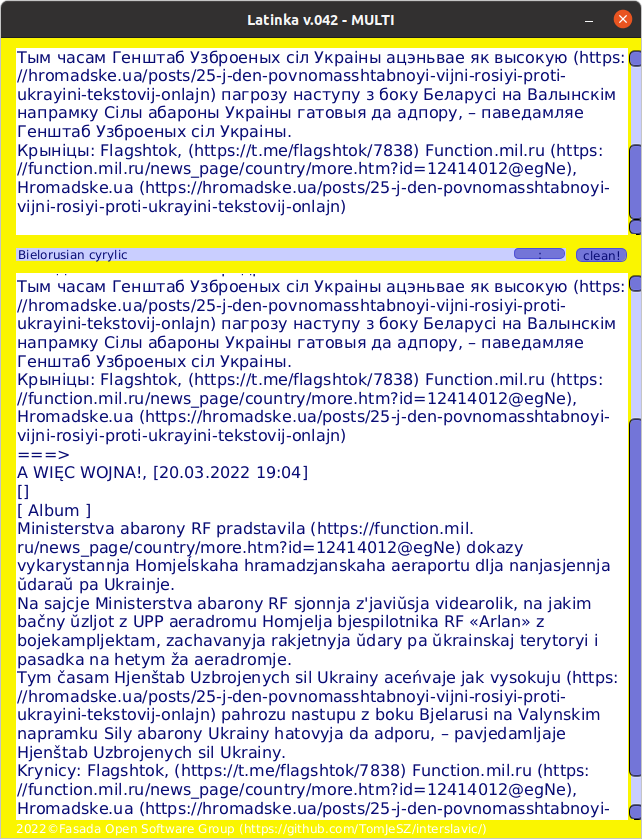 Latinka v.042 - MULTI
Тым часам Генштаб Узброеных сіл Украіны ацэньвае як высокую (https:
//hromadske.ua/posts/25-j-den-povnomasshtabnoyi-vijni-rosiyi-proti-
ukrayini-tekstovij-onlajn) пагрозу наступу з боку Беларусі на Валынскім
напрамку Сілы абароны Украіны гатовыя да адпору, – паведамляе
Генштаб Узброеных сіл Украіны.
Крыніцы: Flagshtok, (https://t.me/flagshtok/7838) Function.mil.ru (https:
//function.mil.ru/news_page/country/more.htm?id=12414012@egNe),
Hromadske.ua (https://hromadske.ua/posts/25-j-den-povnomasshtabnoyi-
vijni-rosiyi-proti-ukrayini-tekstovij-onlajn)
Bielorusian cyrylic : clean!
Тым часам Генштаб Узброеных сіл Украіны ацэньвае як высокую (https:
//hromadske.ua/posts/25-j-den-povnomasshtabnoyi-vijni-rosiyi-proti-
ukrayini-tekstovij-onlajn) пагрозу наступу з боку Беларусі на Валынскім
напрамку Сілы абароны Украіны гатовыя да адпору, – паведамляе
Генштаб Узброеных сіл Украіны.
Крыніцы: Flagshtok, (https://t.me/flagshtok/7838) Function.mil.ru (https:
//function.mil.ru/news_page/country/more.htm?id=12414012@egNe),
Hromadske.ua (https://hromadske.ua/posts/25-j-den-povnomasshtabnoyi-
vijni-rosiyi-proti-ukrayini-tekstovij-onlajn)
===>
A WIĘC WOJNA!, [20.03.2022 19:04]
[]
[ Album ]
Ministerstva abarony RF pradstavila (https://function.mil.
ru/news_page/country/more.htm?id=12414012@egNe) dokazy
vykarystannja Homjelskaha hramadzjanskaha aeraportu dlja nanjasjennja
ŭdaraŭ pa Ukrainje.
Na sajcje Ministerstva abarony RF sjonnja z'javiŭsja videarolik, na jakim
bačny ŭzljot z UPP aeradromu Homjelja bjespilotnika RF «Arlan» z
bojekampljektam, zachavanyja rakjetnyja ŭdary pa ŭkrainskaj terytoryi i
pasadka na hetym ža aeradromje.
Tym časam Hjenštab Uzbrojenych sil Ukrainy aceńvaje jak vysokuju (https:
//hromadske.ua/posts/25-j-den-povnomasshtabnoyi-vijni-rosiyi-proti-
ukrayini-tekstovij-onlajn) pahrozu nastupu z boku Bjelarusi na Valynskim
napramku Sily abarony Ukrainy hatovyja da adporu, – pavjedamljaje
Hjenštab Uzbrojenych sil Ukrainy.
Krynicy: Flagshtok, (https://t.me/flagshtok/7838) Function.mil.ru (https:
//function.mil.ru/news_page/country/more.htm?id=12414012@egNe),
Hromadske.ua (https://hromadske.ua/posts/25-j-den-povnomasshtabnoyi-
2022©Fasada Open Software Group (https://github.com/TomJeSZ/interslavic/)